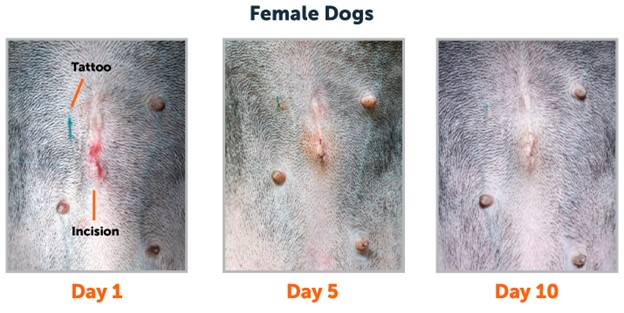 Female Dogs
Tattoo
Incision
Day 1
Day 5
Day 10